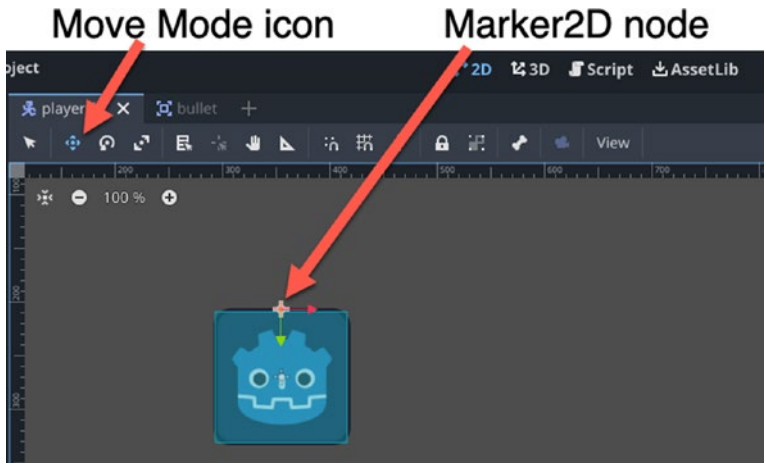 Move Mode icon Marker2D node
oject 2D 3D Script AssetLib
player bullet
View
200 300 400 500 600 700
100
100 %
200
300